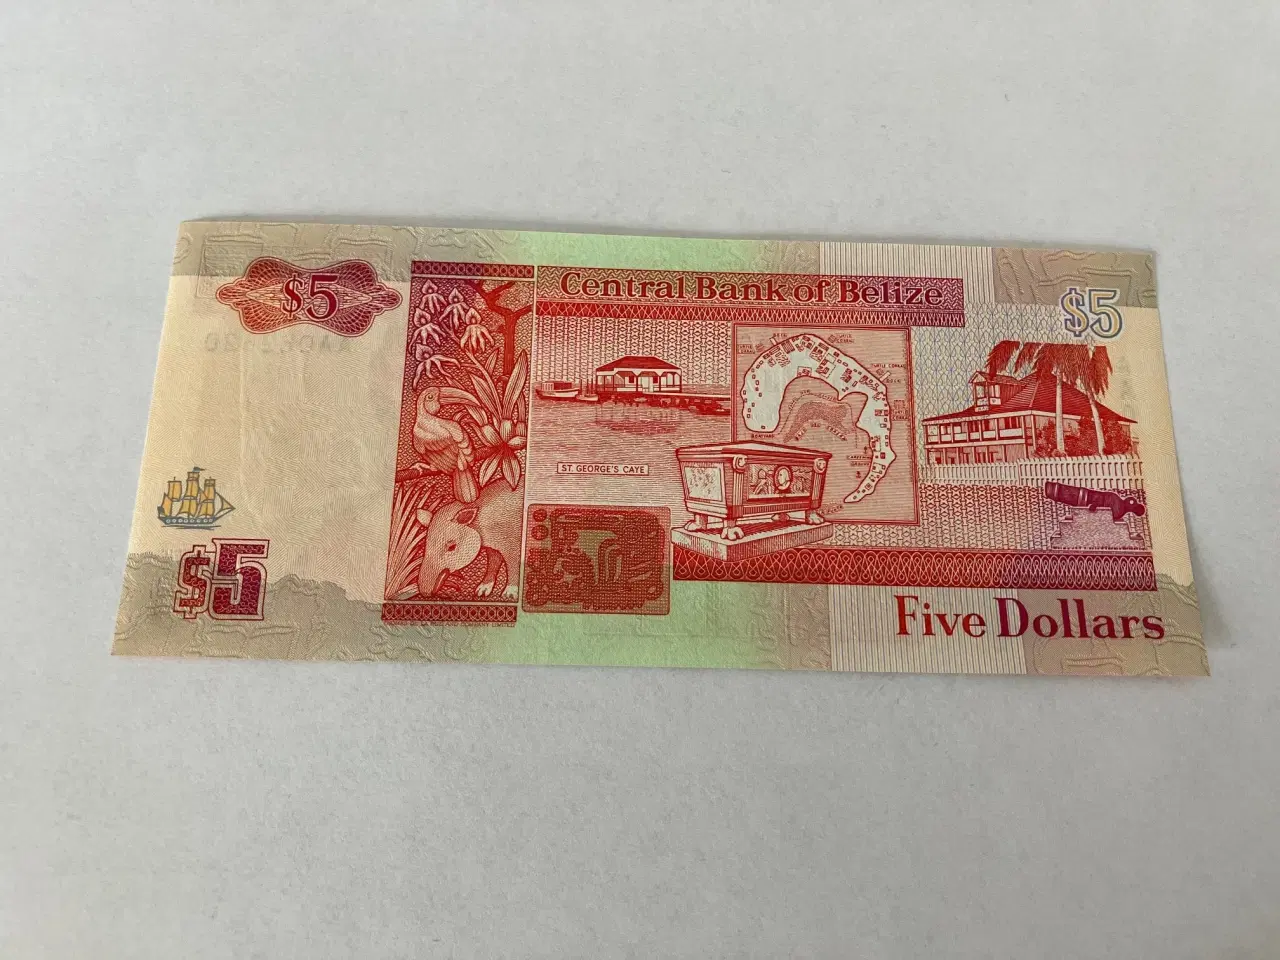 $5
Central Bank of Belize
$5
ST. GEORGE'S CAYE
$5
Five Dollars